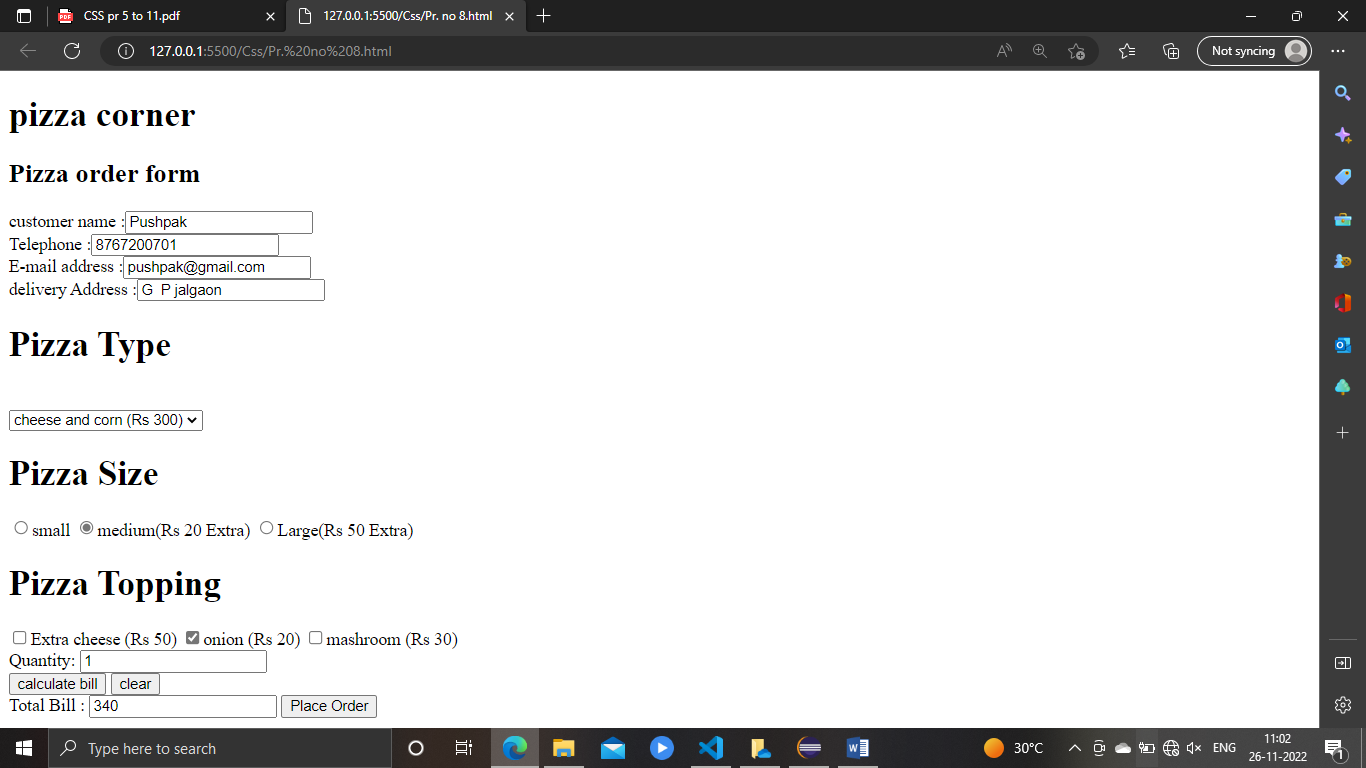 CSS pr 5 to 11.pdf
127.0.0.1:5500/Css/Pr. no 8.html
127.0.0.1:5500/Css/Pr.%20no%208.html
Not syncing
pizza corner
Pizza order form
customer name :Pushpak
Telephone :8767200701
E-mail address :pushpak@gmail.com
delivery Address :G  P jalgaon
Pizza Type
cheese and corn (Rs 300)
Pizza Size
small medium(Rs 20 Extra) Large(Rs 50 Extra)
Pizza Topping
Extra cheese (Rs 50) onion (Rs 20) mashroom (Rs 30)
Quantity: 1
calculate bill clear
Total Bill : 340 Place Order
Type here to search
30°C
ENG
11:02
26-11-2022
1